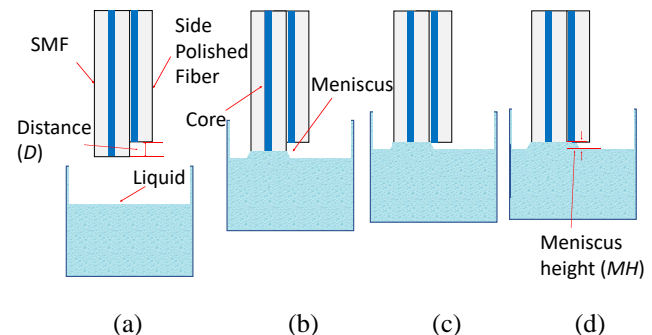 SMF
Side
Polished
Fiber
Distance
(D)
Liquid
Core
Meniscus
Meniscus
height (MH)
(a) (b) (c) (d)